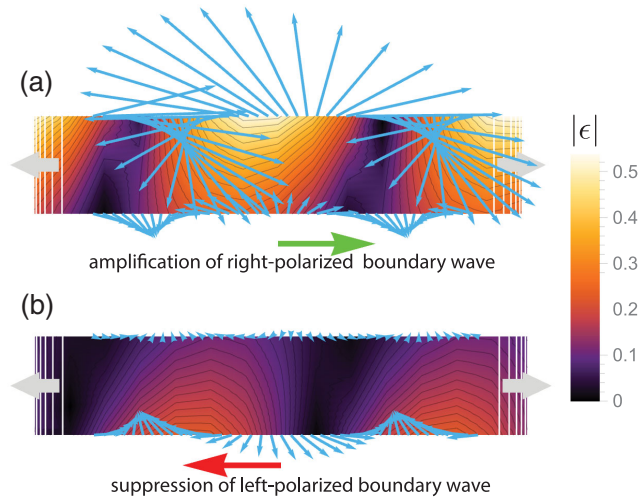 (a)
|ϵ|
0.5
0.4
0.3
0.2
0.1
0
amplification of right-polarized boundary wave
(b)
suppression of left-polarized boundary wave